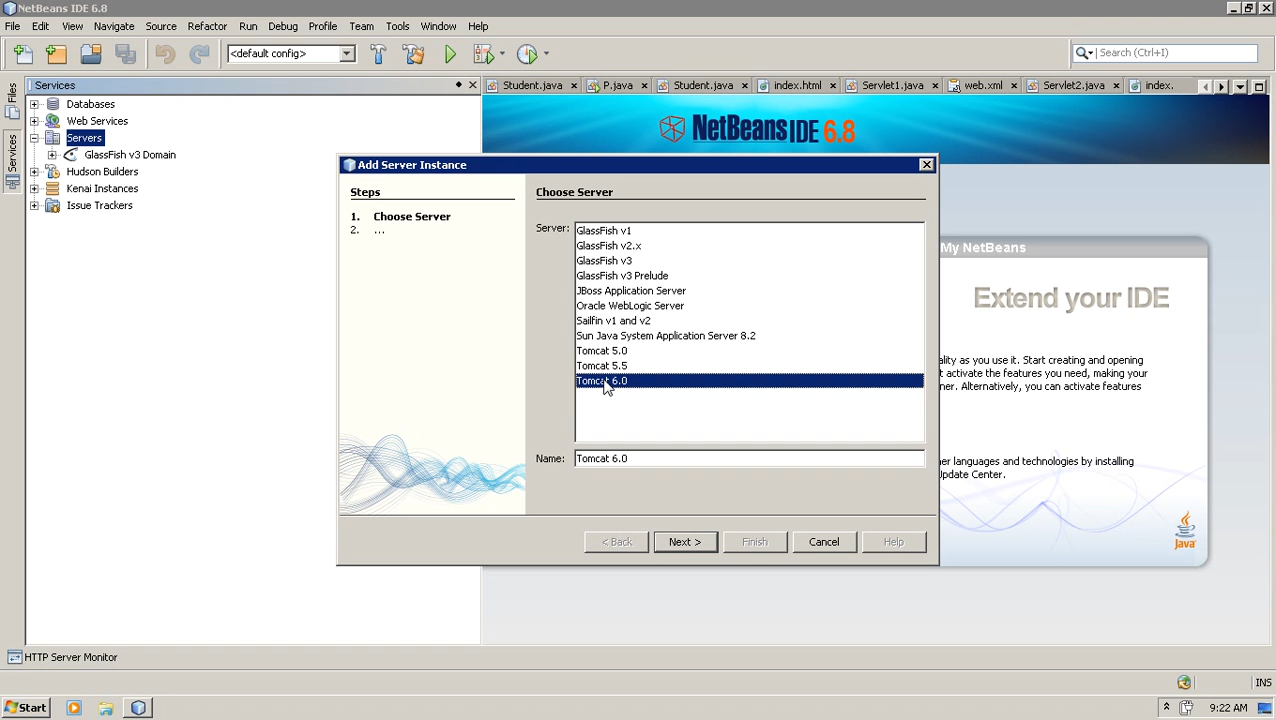 NetBeans IDE 6.8
File Edit View Navigate Source Refactor Run Debug Profile Team Tools Window Help
<default config>
Search (Ctrl+I)
Files
Services
Services
Databases
Web Services
Servers
GlassFish v3 Domain
Hudson Builders
Kenai Instances
Issue Trackers
Student.java P.java Student.java index.html Servlet1.java web.xml Servlet2.java index.
NetBeans IDE 6.8
Add Server Instance
Steps
1. Choose Server
2. ...
Choose Server
Server:
GlassFish v1
GlassFish v2.x
GlassFish v3
GlassFish v3 Prelude
JBoss Application Server
Oracle WebLogic Server
Sailfin v1 and v2
Sun Java System Application Server 8.2
Tomcat 5.0
Tomcat 5.5
Tomcat 6.0
Name: Tomcat 6.0
< Back Next > Finish Cancel Help
My NetBeans
Extend your IDE
ality as you use it. Start creating and opening
t activate the features you need, making your
ner. Alternatively, you can activate features
her languages and technologies by installing
Update Center.
Java
HTTP Server Monitor
INS
Start
9:22 AM